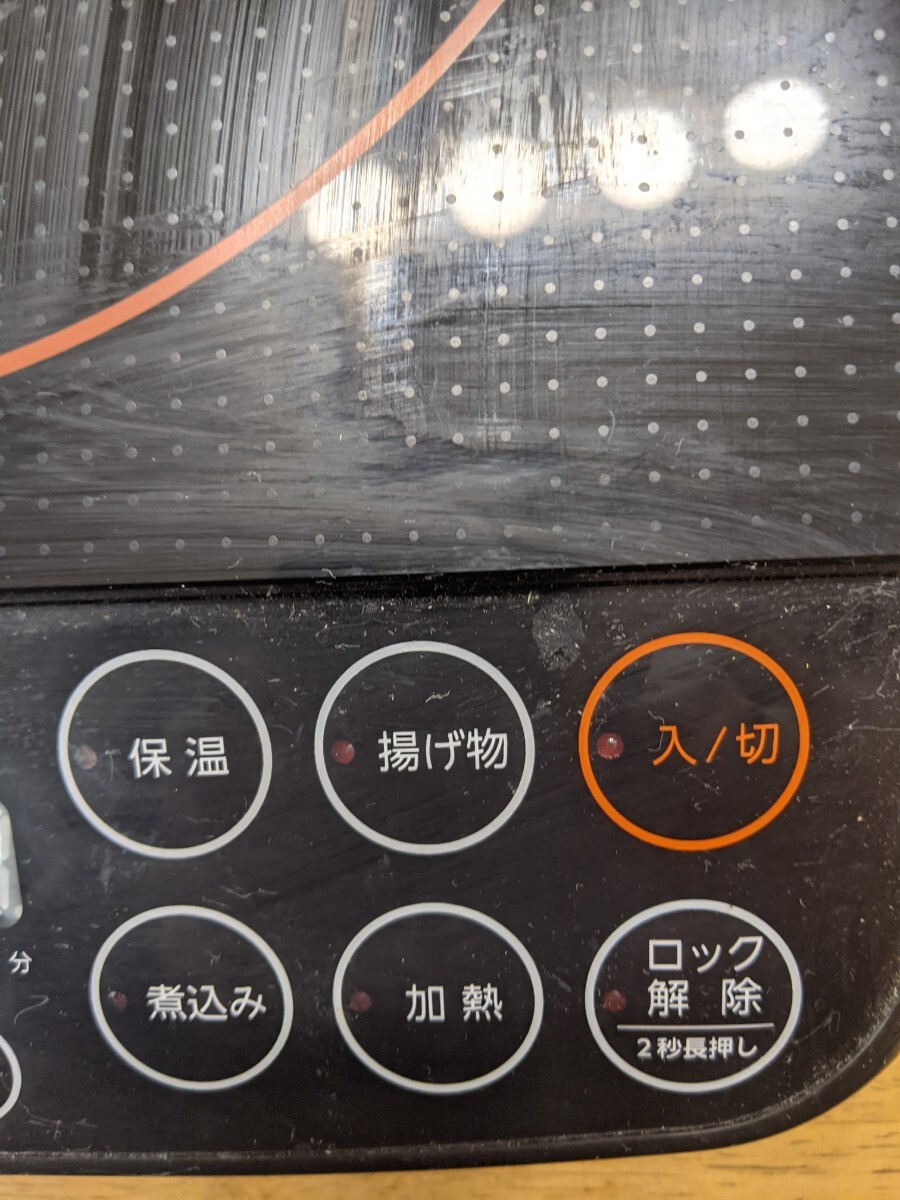 保温
揚げ物
入/切
分
煮込み
加熱
ロック
解除
2秒長押し